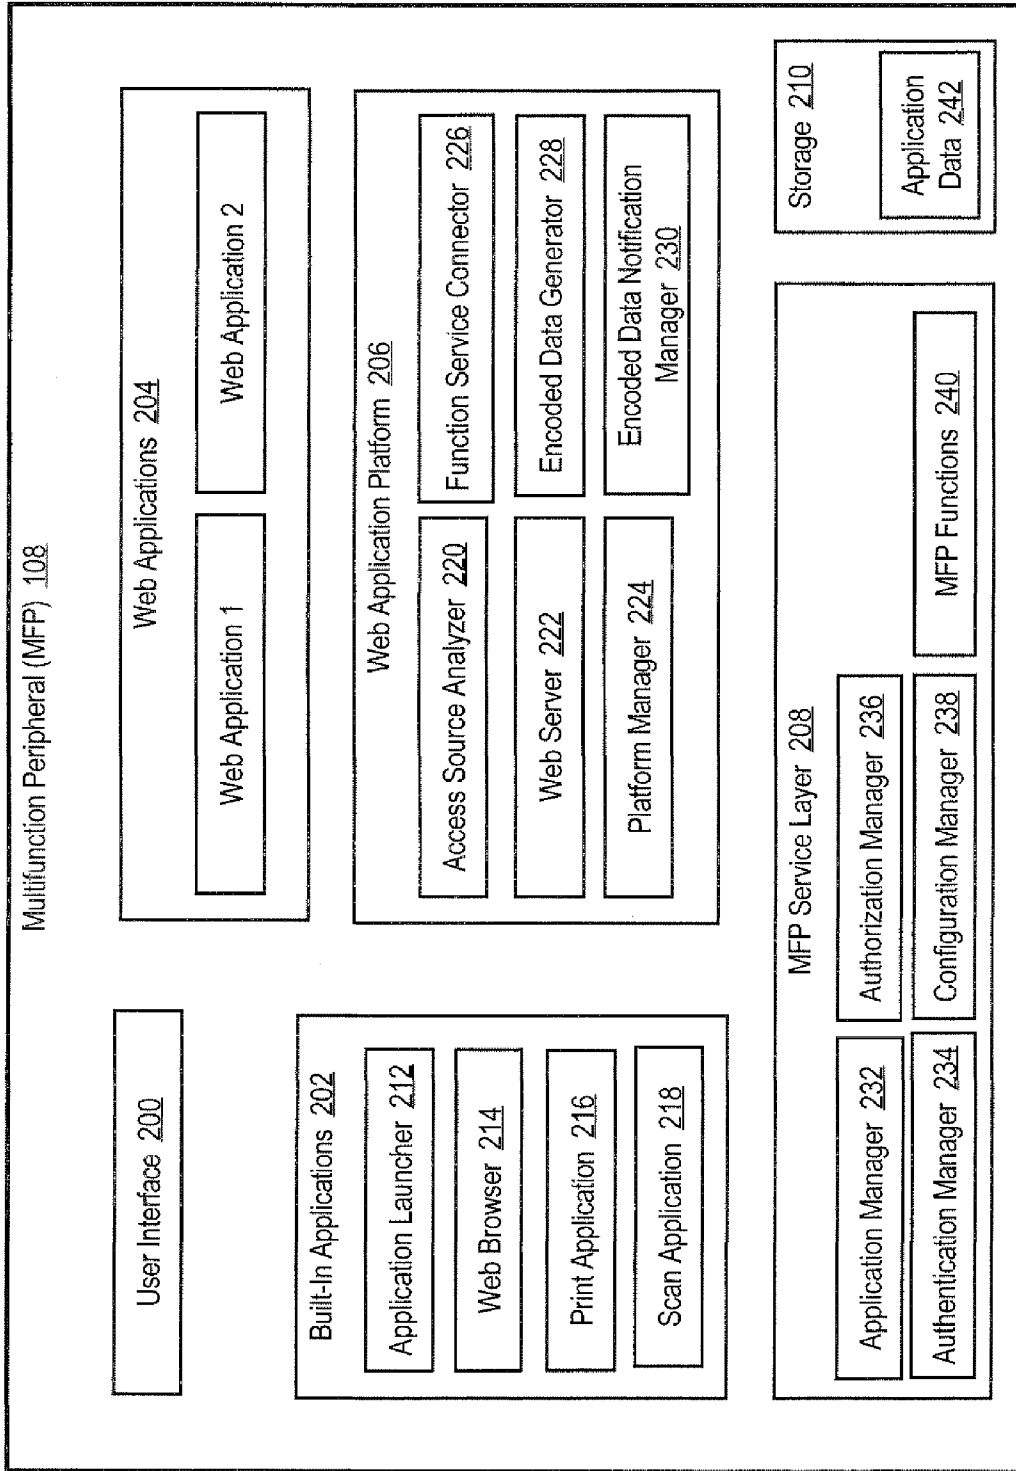 Multifunction Peripheral (MFP) 108
User Interface 200
Web Applications 204
Web Application 1
Web Application 2
Built-In Applications 202
Application Launcher 212
Web Browser 214
Print Application 216
Scan Application 218
Web Application Platform 206
Access Source Analyzer 220
Function Service Connector 226
Web Server 222
Encoded Data Generator 228
Platform Manager 224
Encoded Data Notification
Manager 230
MFP Service Layer 208
Application Manager 232
Authorization Manager 236
Authentication Manager 234
Configuration Manager 238
MFP Functions 240
Storage 210
Application
Data 242